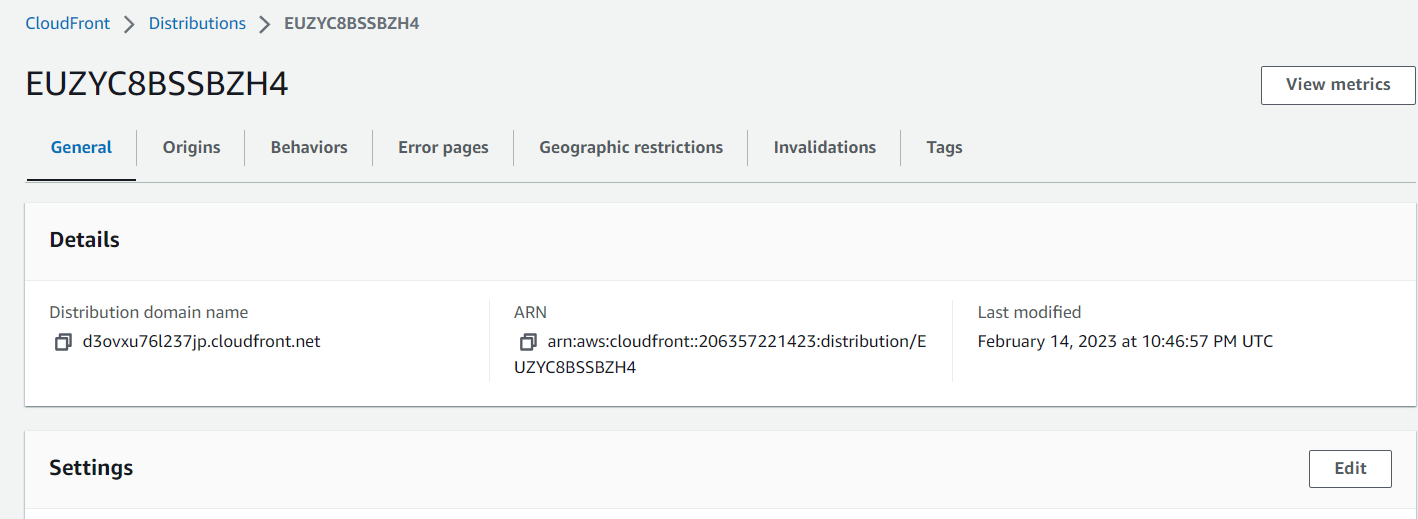 CloudFront > Distributions > EUZYC8BSSBZH4
EUZYC8BSSBZH4
View metrics
General Origins Behaviors Error pages Geographic restrictions Invalidations Tags
Details
Distribution domain name
d3ovxu76l237jp.cloudfront.net
ARN
arn:aws:cloudfront::206357221423:distribution/E
UZYC8BSSBZH4
Last modified
February 14, 2023 at 10:46:57 PM UTC
Settings
Edit